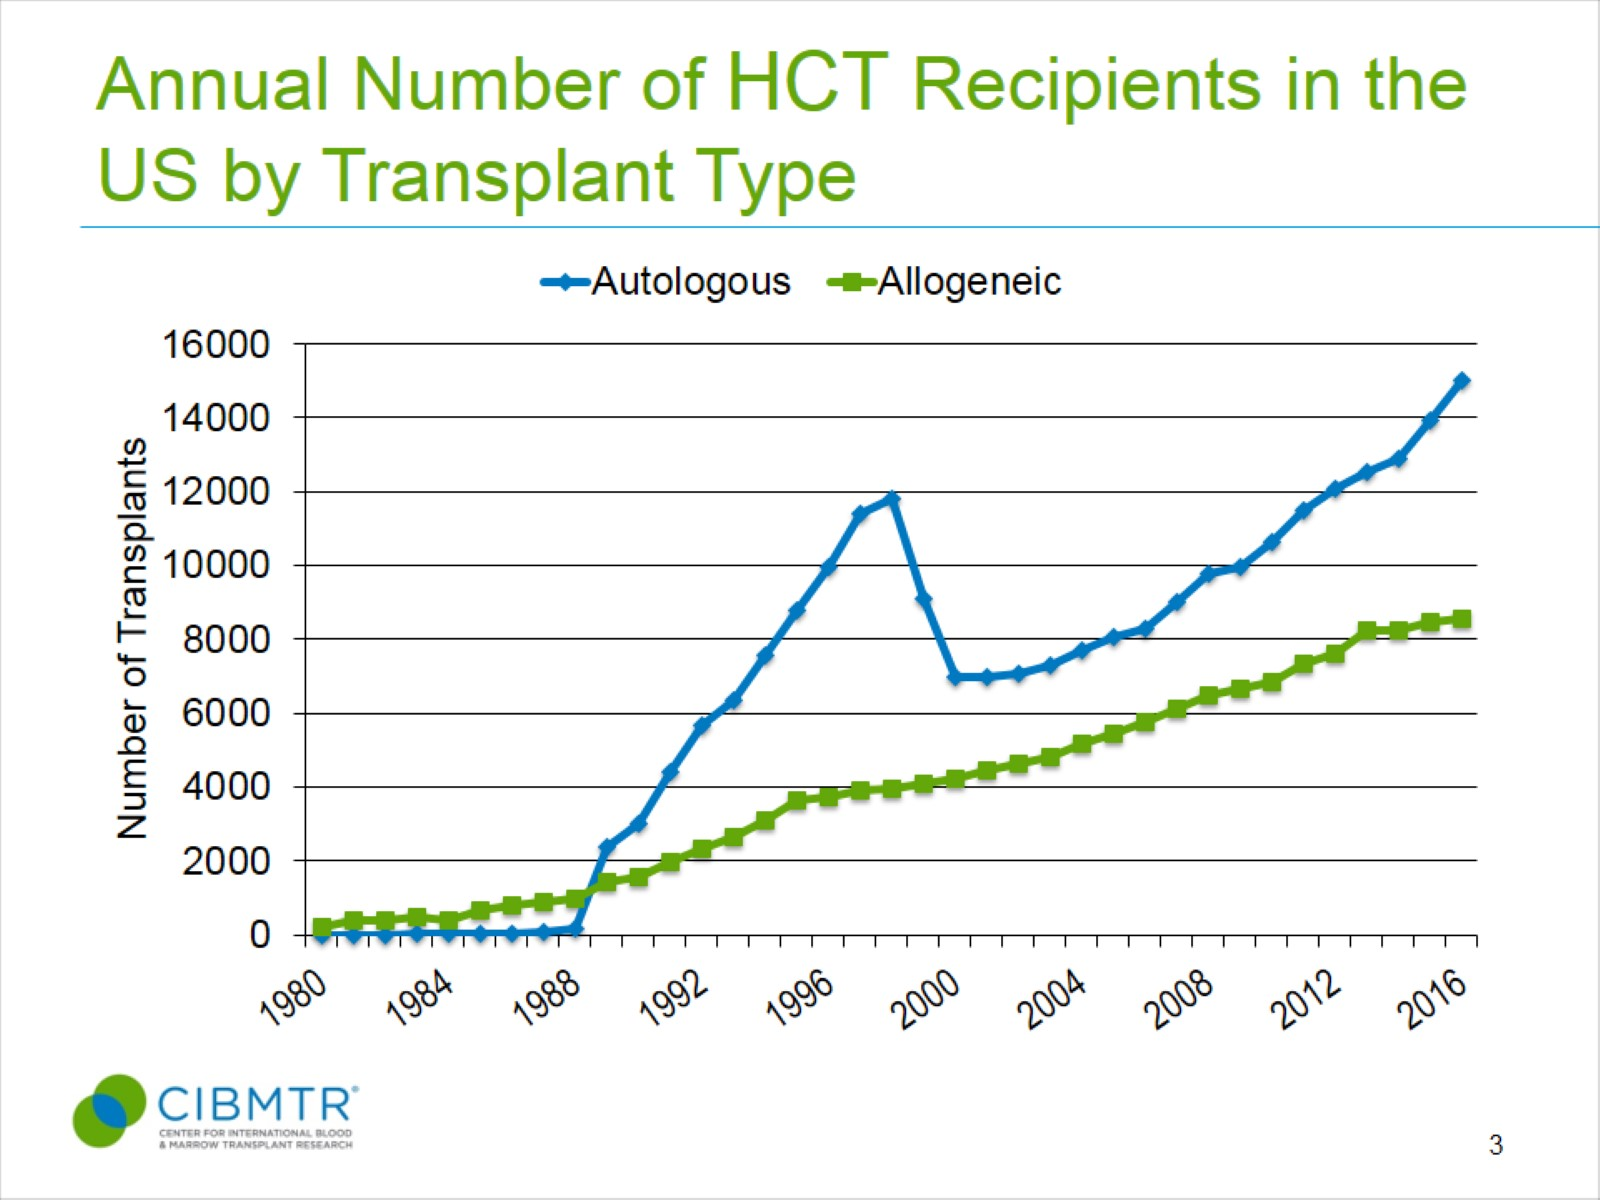 Annual Number of HCT Recipients in the
US by Transplant Type
Autologous
Allogeneic
Number of Transplants
16000
14000
12000
10000
8000
6000
4000
2000
0
1980
1984
1988
1992
1996
2000
2004
2008
2012
2016
CIBMTR®
CENTER FOR INTERNATIONAL BLOOD
& MARROW TRANSPLANT RESEARCH
3